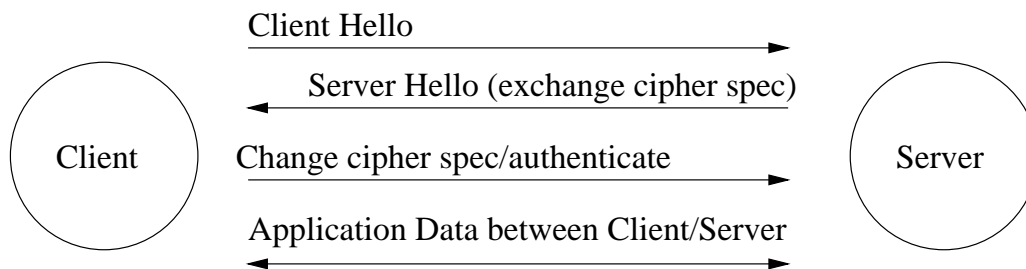 Client Hello
Server Hello (exchange cipher spec)
Client
Change cipher spec/authenticate
Server
Application Data between Client/Server